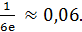 1/6e ≈ 0,06.